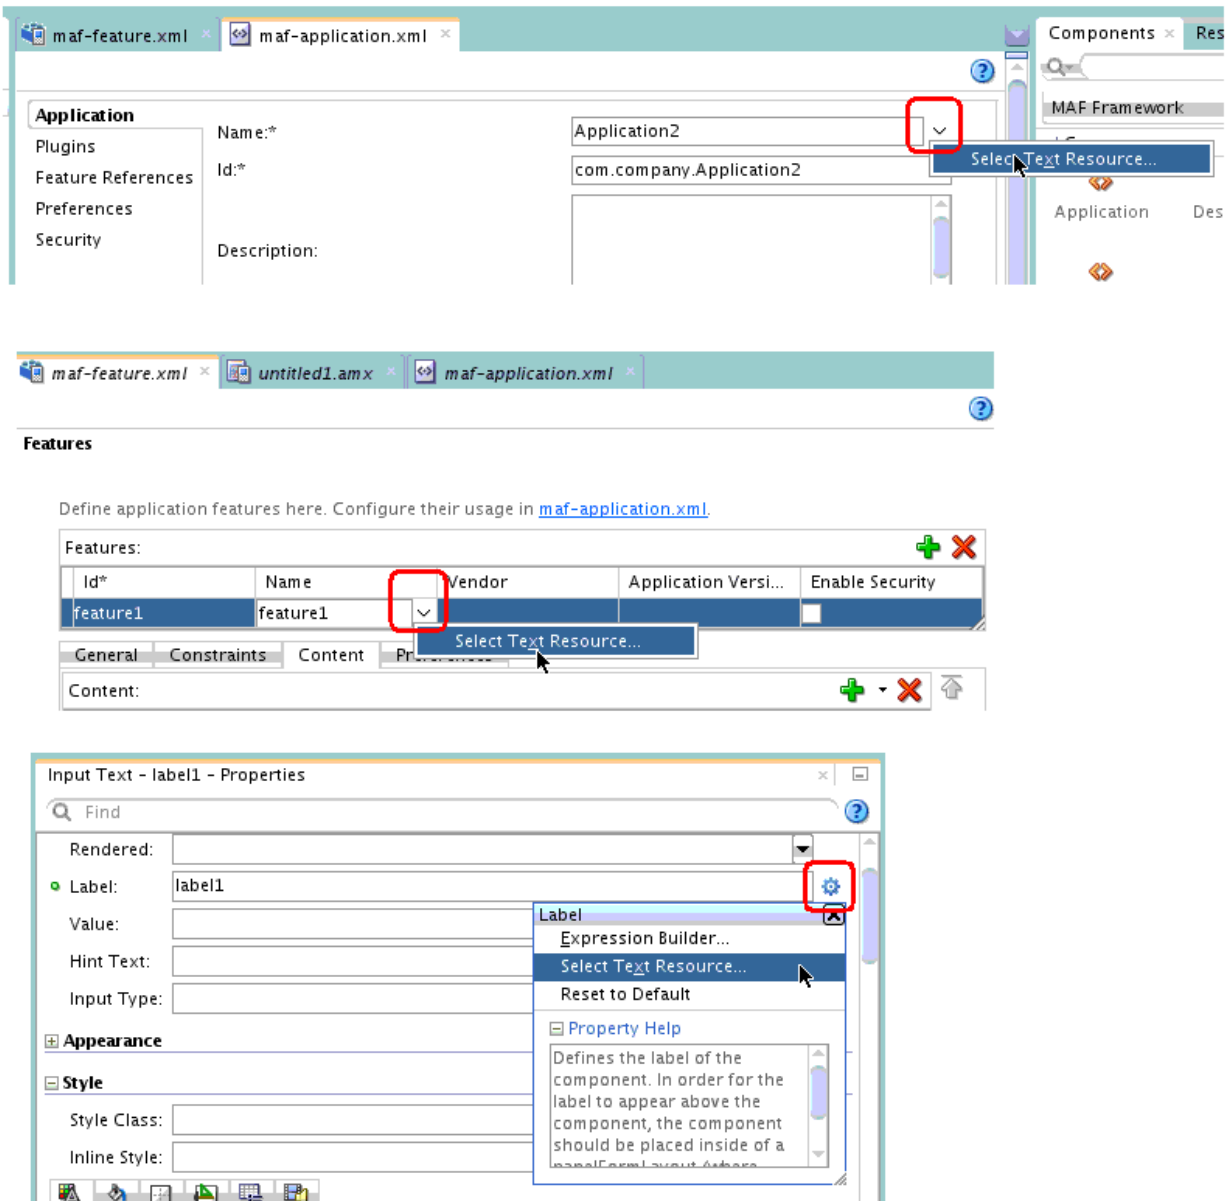 maf-feature.xml maf-application.xml Components Res
Application
Plugins
Feature References
Preferences
Security
Name:* Application2
Select Text Resource...
Id:* com.company.Application2
Description:
MAF Framework
Application Des
maf-feature.xml untitled1.amx maf-application.xml
Features
Define application features here. Configure their usage in maf-application.xml.
Features:
Id* Name Vendor Application Versi... Enable Security
feature1 feature1
Select Text Resource...
General Constraints Content
Content:
Input Text - label1 - Properties
Find
Rendered:
Label: label1
Value:
Hint Text:
Input Type:
Appearance
Style
Style Class:
Inline Style:
Label
Expression Builder...
Select Text Resource...
Reset to Default
Property Help
Defines the label of the
component. In order for the
label to appear above the
component, the component
should be placed inside of a
panelFormLayout (where